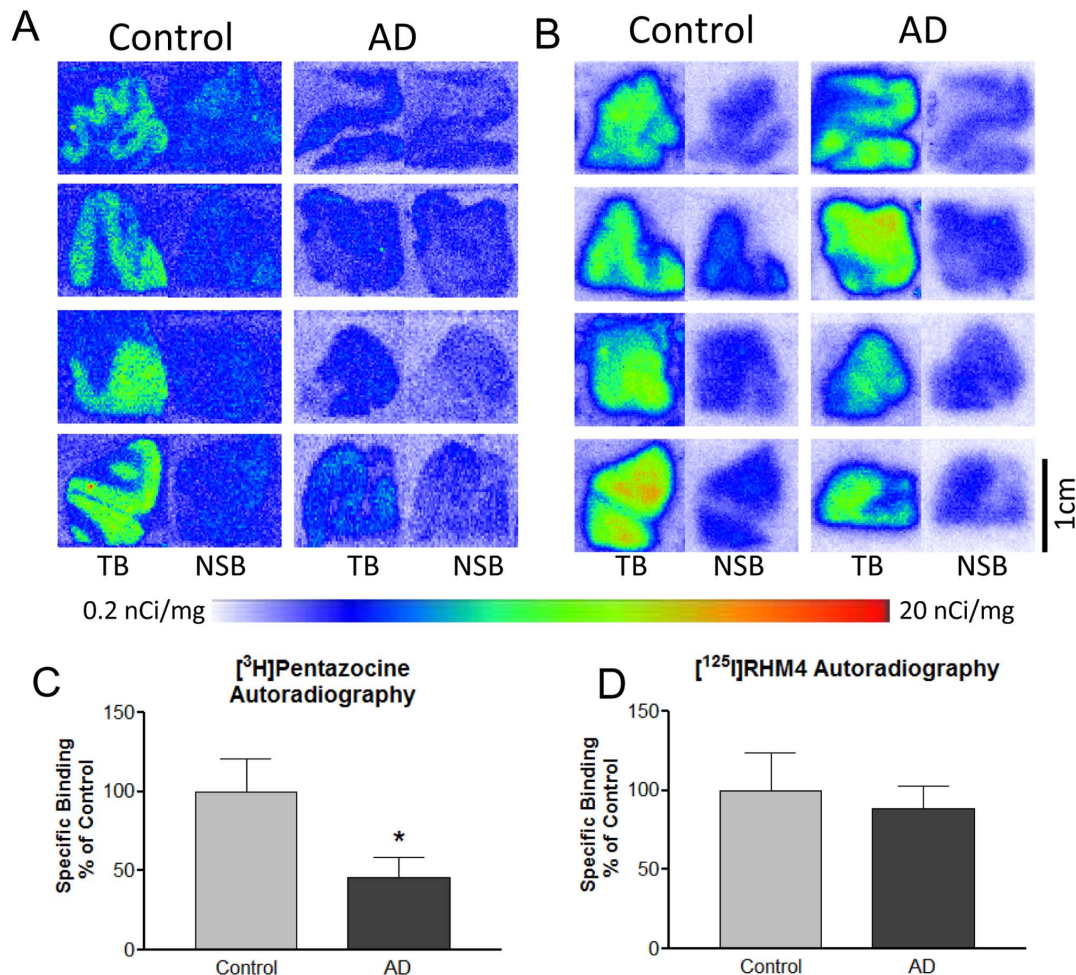 A
Control
AD
B
Control
AD
TB
NSB
TB
NSB
TB
NSB
TB
NSB
1cm
0.2 nCi/mg
20 nCi/mg
C
[³H]Pentazocine
Autoradiography
150
100
50
0
Specific Binding
% of Control
*
Control
AD
D
[¹²⁵I]RHM4 Autoradiography
150
100
50
0
Specific Binding
% of Control
Control
AD